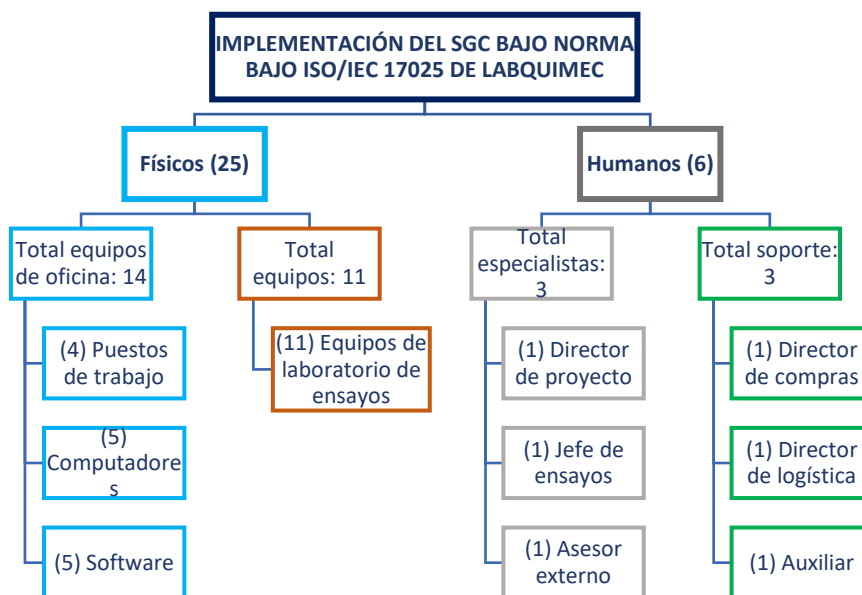 IMPLEMENTACIÓN DEL SGC BAJO NORMA
BAJO ISO/IEC 17025 DE LABQUIMEC
Físicos (25)
Humanos (6)
Total equipos
de oficina: 14
Total
equipos: 11
Total
especialistas:
3
Total soporte:
3
(4) Puestos
de trabajo
(11) Equipos de
laboratorio de
ensayos
(1) Director
de proyecto
(1) Director
de compras
(5)
Computadore
s
(1) Jefe de
ensayos
(1) Director
de logística
(5) Software
(1) Asesor
externo
(1) Auxiliar